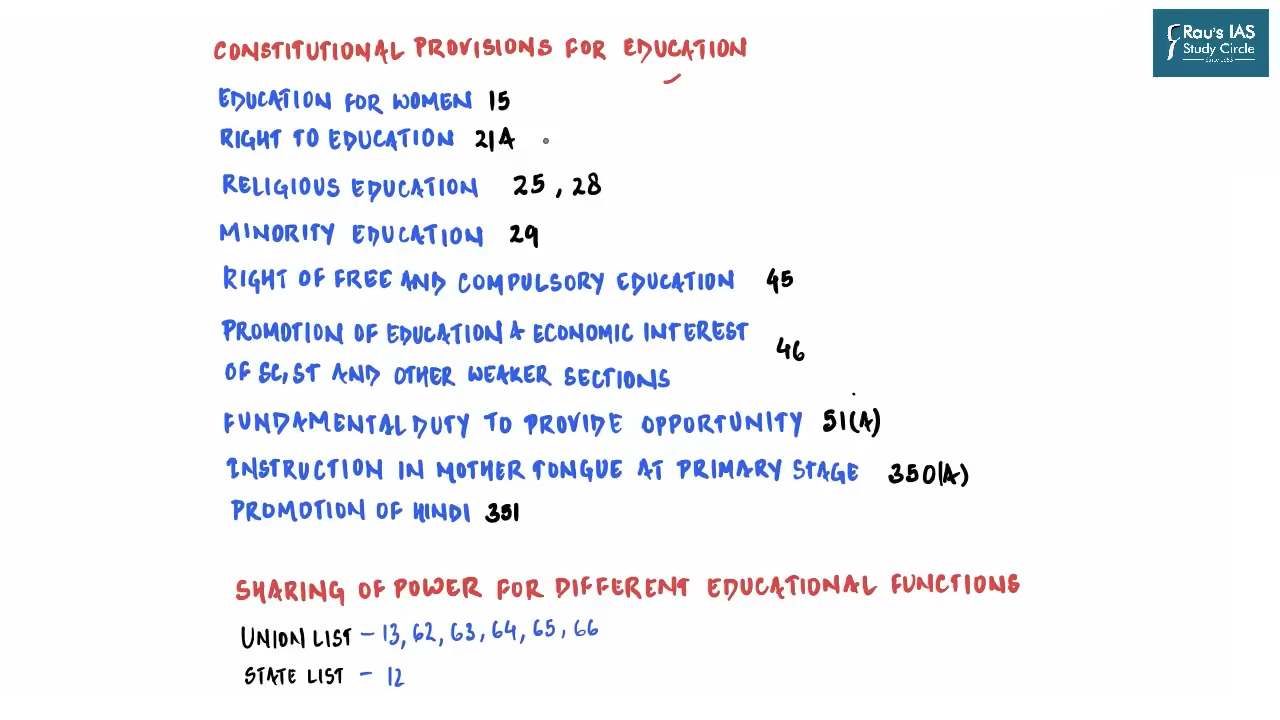 Rau's IAS
Study Circle
Since 1953
CONSTITUTIONAL PROVISIONS FOR EDUCATION
EDUCATION FOR WOMEN 15
RIGHT TO EDUCATION 21A
RELIGIOUS EDUCATION 25, 28
MINORITY EDUCATION 29
RIGHT OF FREE AND COMPULSORY EDUCATION 45
PROMOTION OF EDUCATION & ECONOMIC INTEREST
OF SC, ST AND OTHER WEAKER SECTIONS 46
FUNDAMENTAL DUTY TO PROVIDE OPPORTUNITY 51(A)
INSTRUCTION IN MOTHER TONGUE AT PRIMARY STAGE 350(A)
PROMOTION OF HINDI 351
SHARING OF POWER FOR DIFFERENT EDUCATIONAL FUNCTIONS
UNION LIST - 13, 62, 63, 64, 65, 66
STATE LIST - 12